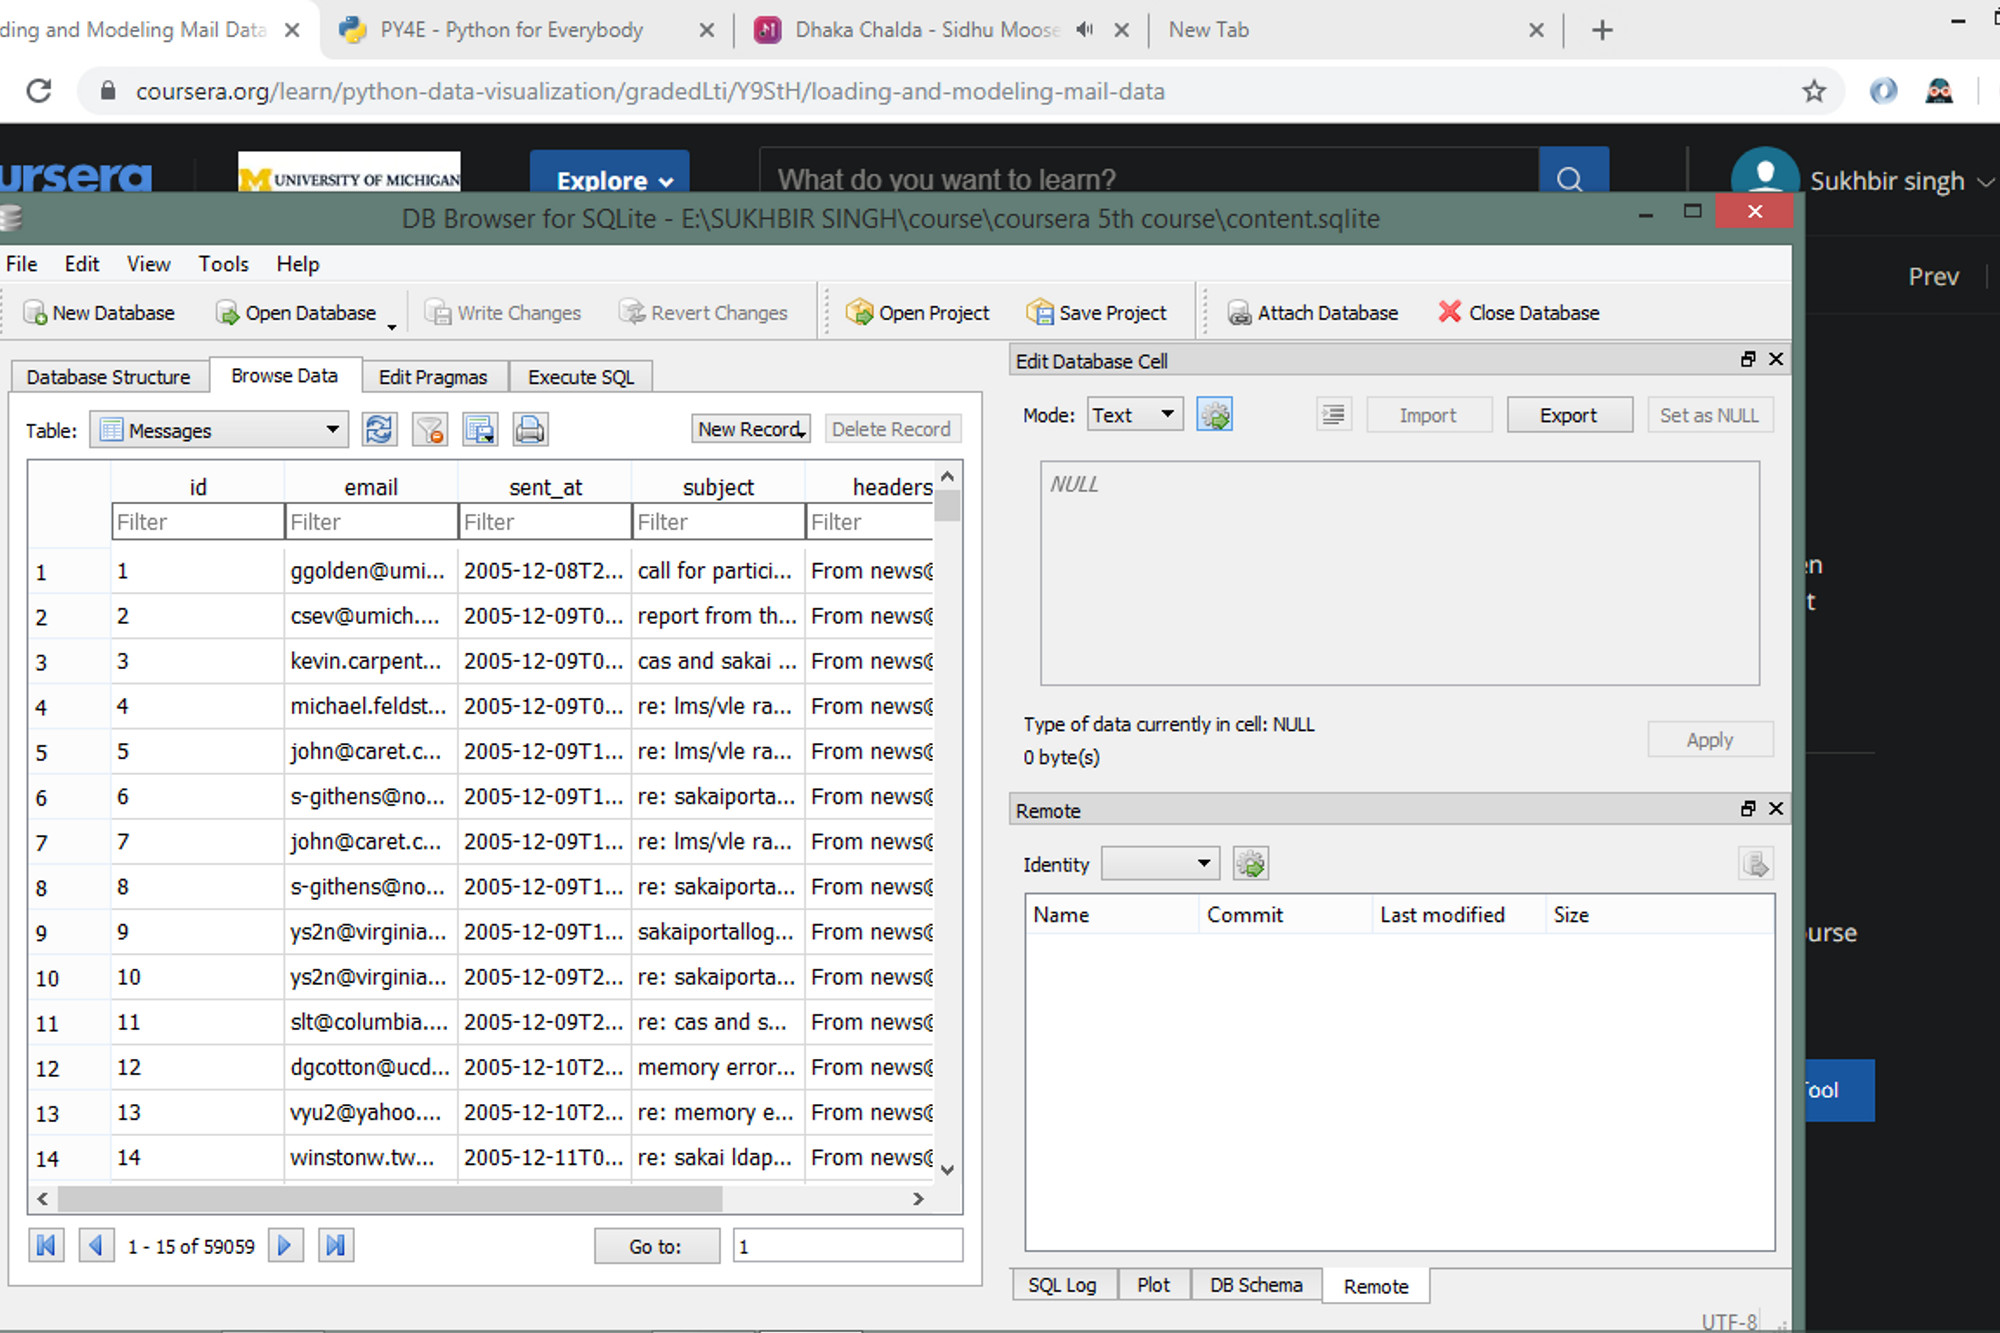 ding and Modeling Mail Data
PY4E - Python for Everybody
Dhaka Chalda - Sidhu Moose
New Tab
coursera.org/learn/python-data-visualization/gradedLti/Y9StH/loading-and-modeling-mail-data
ursera
M UNIVERSITY OF MICHIGAN
Explore
What do you want to learn?
Sukhbir singh
DB Browser for SQLite - E:\SUKHBIR SINGH\course\coursera 5th course\content.sqlite
File Edit View Tools Help
Prev
New Database Open Database Write Changes Revert Changes Open Project Save Project Attach Database Close Database
Database Structure Browse Data Edit Pragmas Execute SQL
Table: Messages New Record Delete Record
id email sent_at subject headers
Filter Filter Filter Filter Filter
1 1 ggolden@umi... 2005-12-08T2... call for partici... From news@
2 2 csev@umich.... 2005-12-09T0... report from th... From news@
3 3 kevin.carpent... 2005-12-09T0... cas and sakai ... From news@
4 4 michael.feldst... 2005-12-09T0... re: lms/vle ra... From news@
5 5 john@caret.c... 2005-12-09T1... re: lms/vle ra... From news@
6 6 s-githens@no... 2005-12-09T1... re: sakaiporta... From news@
7 7 john@caret.c... 2005-12-09T1... re: lms/vle ra... From news@
8 8 s-githens@no... 2005-12-09T1... re: sakaiporta... From news@
9 9 ys2n@virginia... 2005-12-09T1... sakaiportallog... From news@
10 10 ys2n@virginia... 2005-12-09T2... re: sakaiporta... From news@
11 11 slt@columbia.... 2005-12-09T2... re: cas and s... From news@
12 12 dgcotton@ucd... 2005-12-10T2... memory error... From news@
13 13 vyu2@yahoo.... 2005-12-10T2... re: memory e... From news@
14 14 winstonw.tw... 2005-12-11T0... re: sakai ldap... From news@
1 - 15 of 59059 Go to: 1
Edit Database Cell
Mode: Text Import Export Set as NULL
NULL
Type of data currently in cell: NULL
0 byte(s)
Apply
Remote
Identity
Name Commit Last modified Size
SQL Log Plot DB Schema Remote
UTF-8
en
t
ourse
Tool